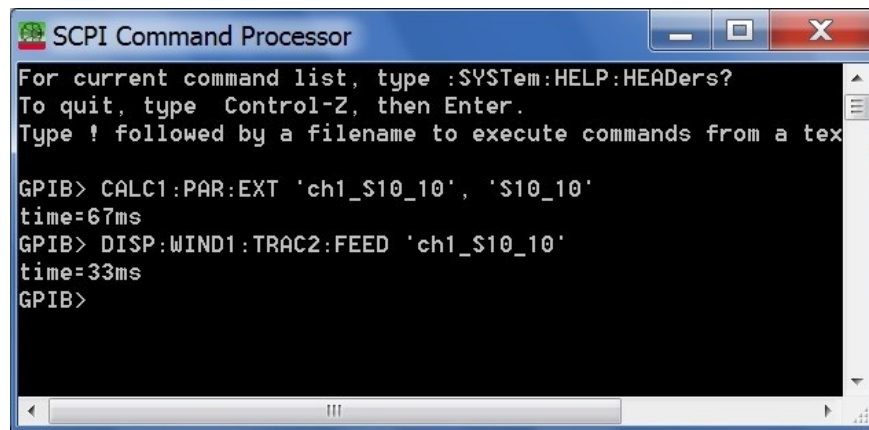 SCPI Command Processor
For current command list, type :SYSTem:HELP:HEADers?
To quit, type  Control-Z, then Enter.
Type ! followed by a filename to execute commands from a tex
GPIB> CALC1:PAR:EXT 'ch1_S10_10', 'S10_10'
time=67ms
GPIB> DISP:WIND1:TRAC2:FEED 'ch1_S10_10'
time=33ms
GPIB>